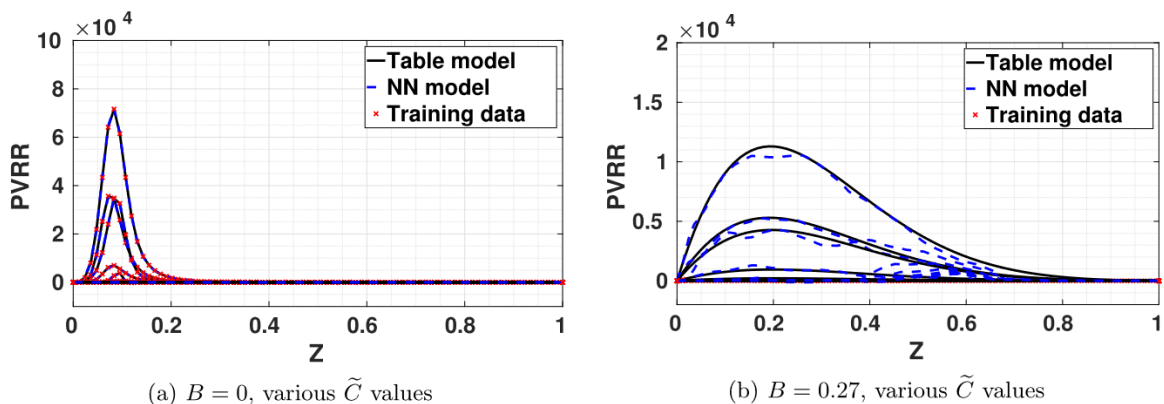 × 10 4
10
8
6
4
2
0
PVRR
0 0.2 0.4 0.6 0.8 1
Z
Table model
NN model
Training data
(a) B = 0, various C̃ values
× 10 4
2
1.5
1
0.5
0
PVRR
0 0.2 0.4 0.6 0.8 1
Z
Table model
NN model
Training data
(b) B = 0.27, various C̃ values